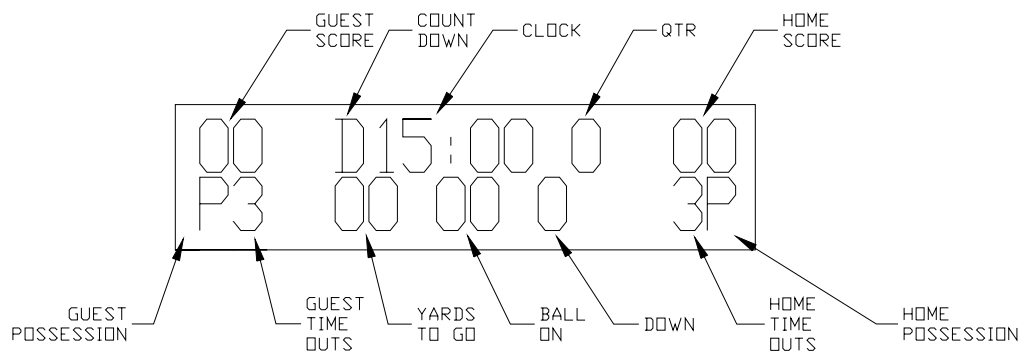 GUEST
SCORE
COUNT
DOWN
CLOCK
QTR
HOME
SCORE
00 D15:00 0 00
P3 00 00 0 3P
GUEST
POSSESSION
GUEST
TIME
OUTS
YARDS
TO GO
BALL
ON
DOWN
HOME
TIME
OUTS
HOME
POSSESSION